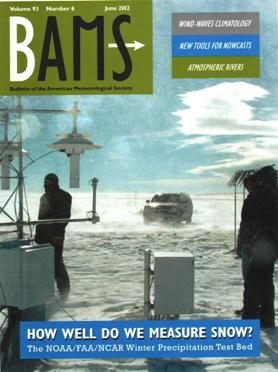 Volume 93 Number 6 June 2012
BAMS
Bulletin of the American Meteorological Society
WIND-WAVES CLIMATOLOGY
NEW TOOLS FOR NOWCASTS
ATMOSPHERIC RIVERS
HOW WELL DO WE MEASURE SNOW?
The NOAA/FAA/NCAR Winter Precipitation Test Bed